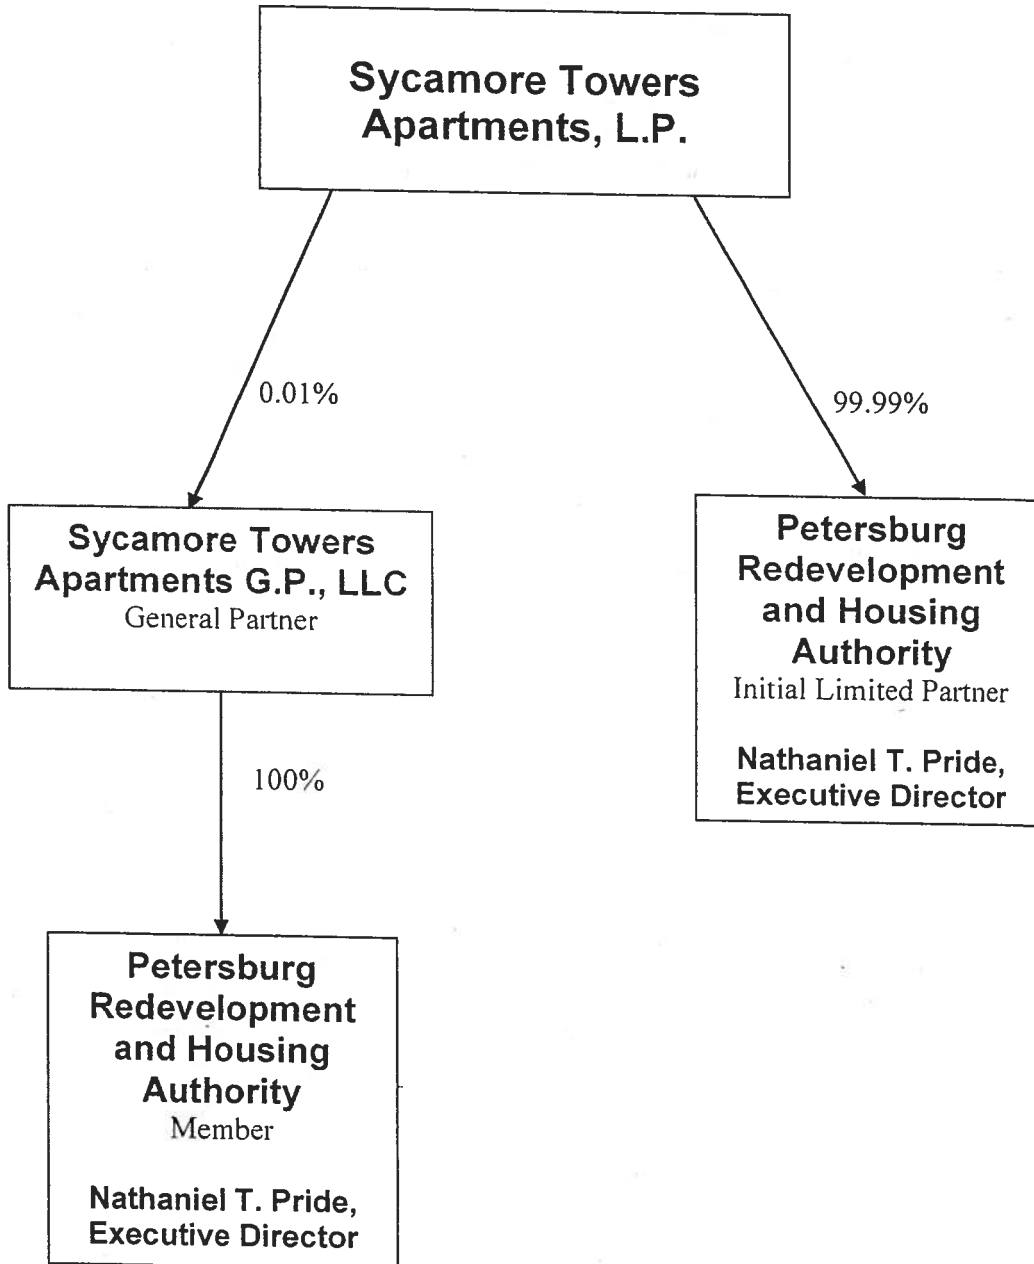 Sycamore Towers
Apartments, L.P.
0.01%
99.99%
Sycamore Towers
Apartments G.P., LLC
General Partner
Petersburg
Redevelopment
and Housing
Authority
Initial Limited Partner
Nathaniel T. Pride,
Executive Director
100%
Petersburg
Redevelopment
and Housing
Authority
Member
Nathaniel T. Pride,
Executive Director